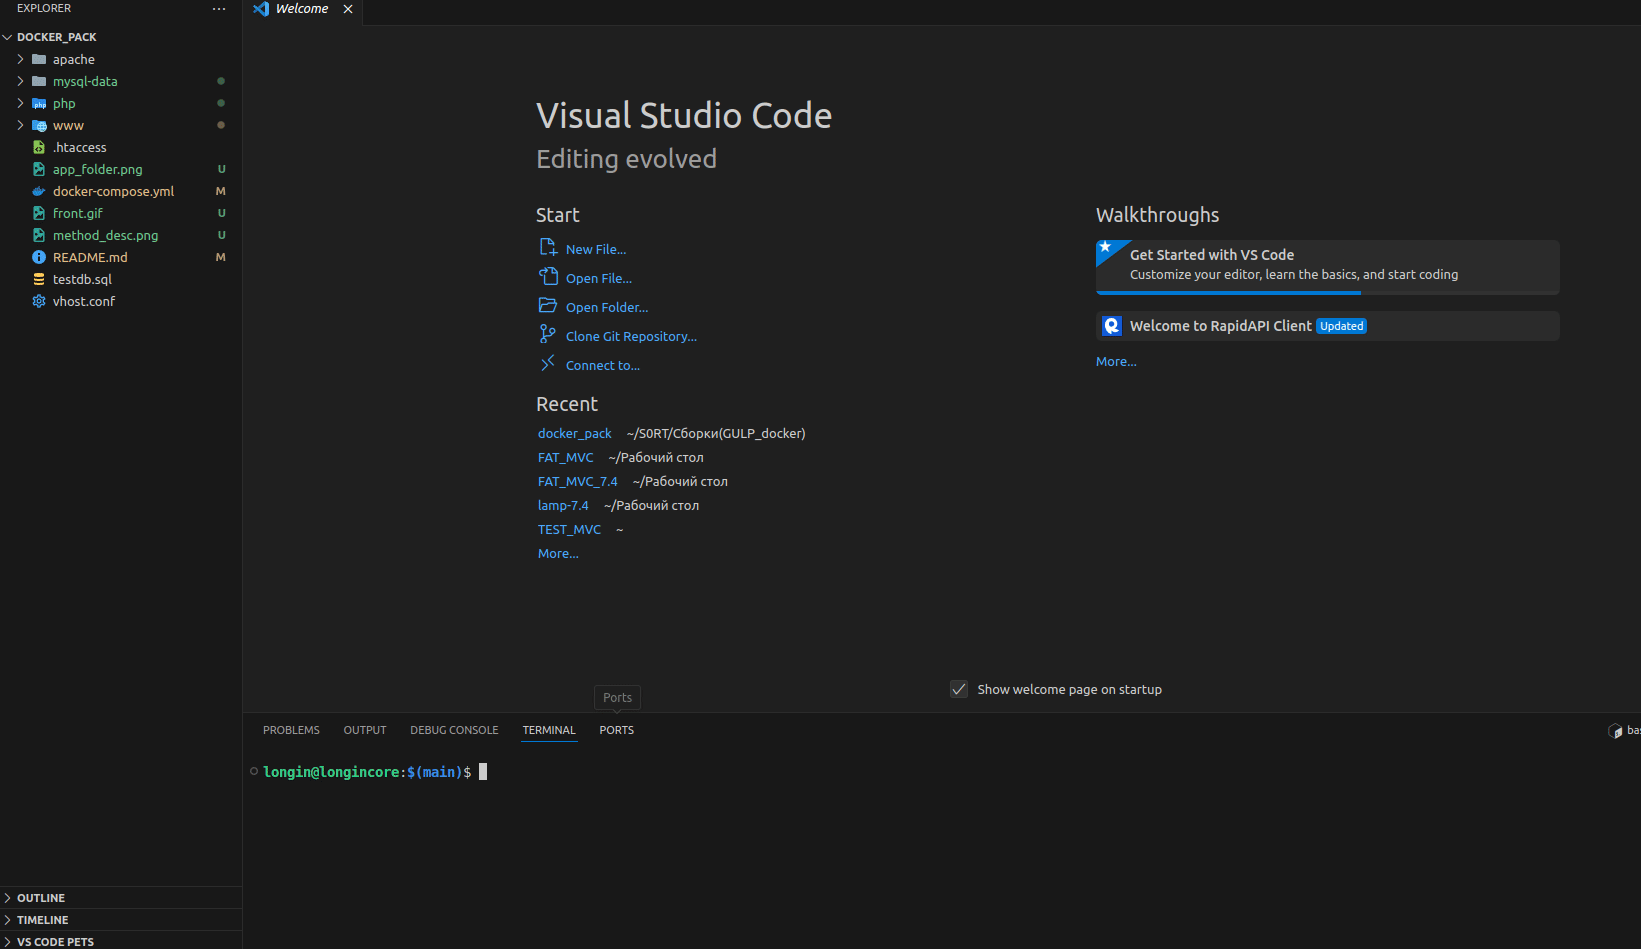 EXPLORER
DOCKER_PACK
apache
mysql-data
php
www
.htaccess
app_folder.png U
docker-compose.yml M
front.gif U
method_desc.png U
README.md M
testdb.sql
vhost.conf
OUTLINE
TIMELINE
VS CODE PETS
Welcome
Visual Studio Code
Editing evolved
Start
New File...
Open File...
Open Folder...
Clone Git Repository...
Connect to...
Recent
docker_pack ~/S0RT/Сборки(GULP_docker)
FAT_MVC ~/Рабочий стол
FAT_MVC_7.4 ~/Рабочий стол
lamp-7.4 ~/Рабочий стол
TEST_MVC ~
More...
Walkthroughs
Get Started with VS Code
Customize your editor, learn the basics, and start coding
Welcome to RapidAPI Client Updated
More...
Show welcome page on startup
Ports
PROBLEMS OUTPUT DEBUG CONSOLE TERMINAL PORTS
bas
longin@longincore:$(main)$